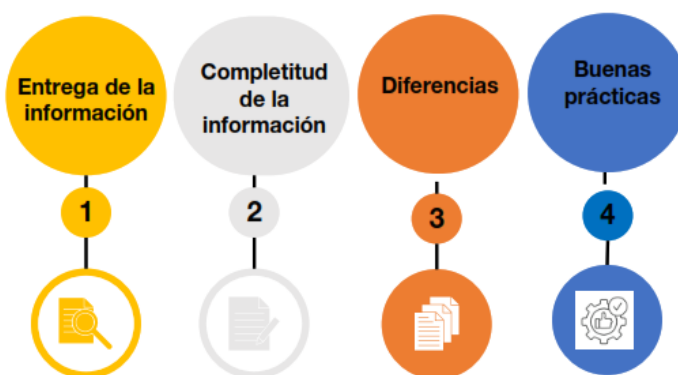 Entrega de la
información
Completitud
de la
información
Diferencias
Buenas
prácticas
1
2
3
4